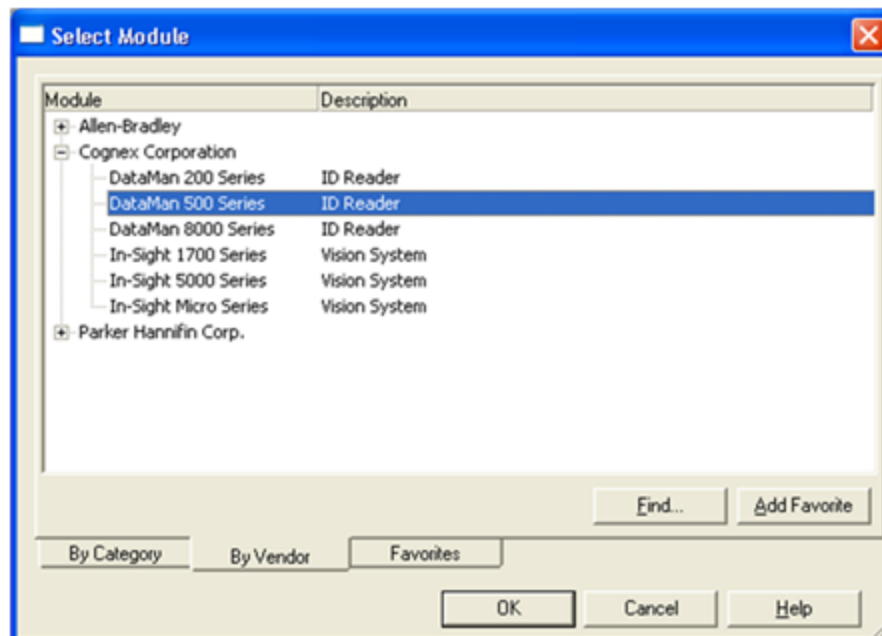 Select Module
Module Description
Allen-Bradley
Cognex Corporation
DataMan 200 Series ID Reader
DataMan 500 Series ID Reader
DataMan 8000 Series ID Reader
In-Sight 1700 Series Vision System
In-Sight 5000 Series Vision System
In-Sight Micro Series Vision System
Parker Hannifin Corp.
Find... Add Favorite
By Category By Vendor Favorites
OK Cancel Help